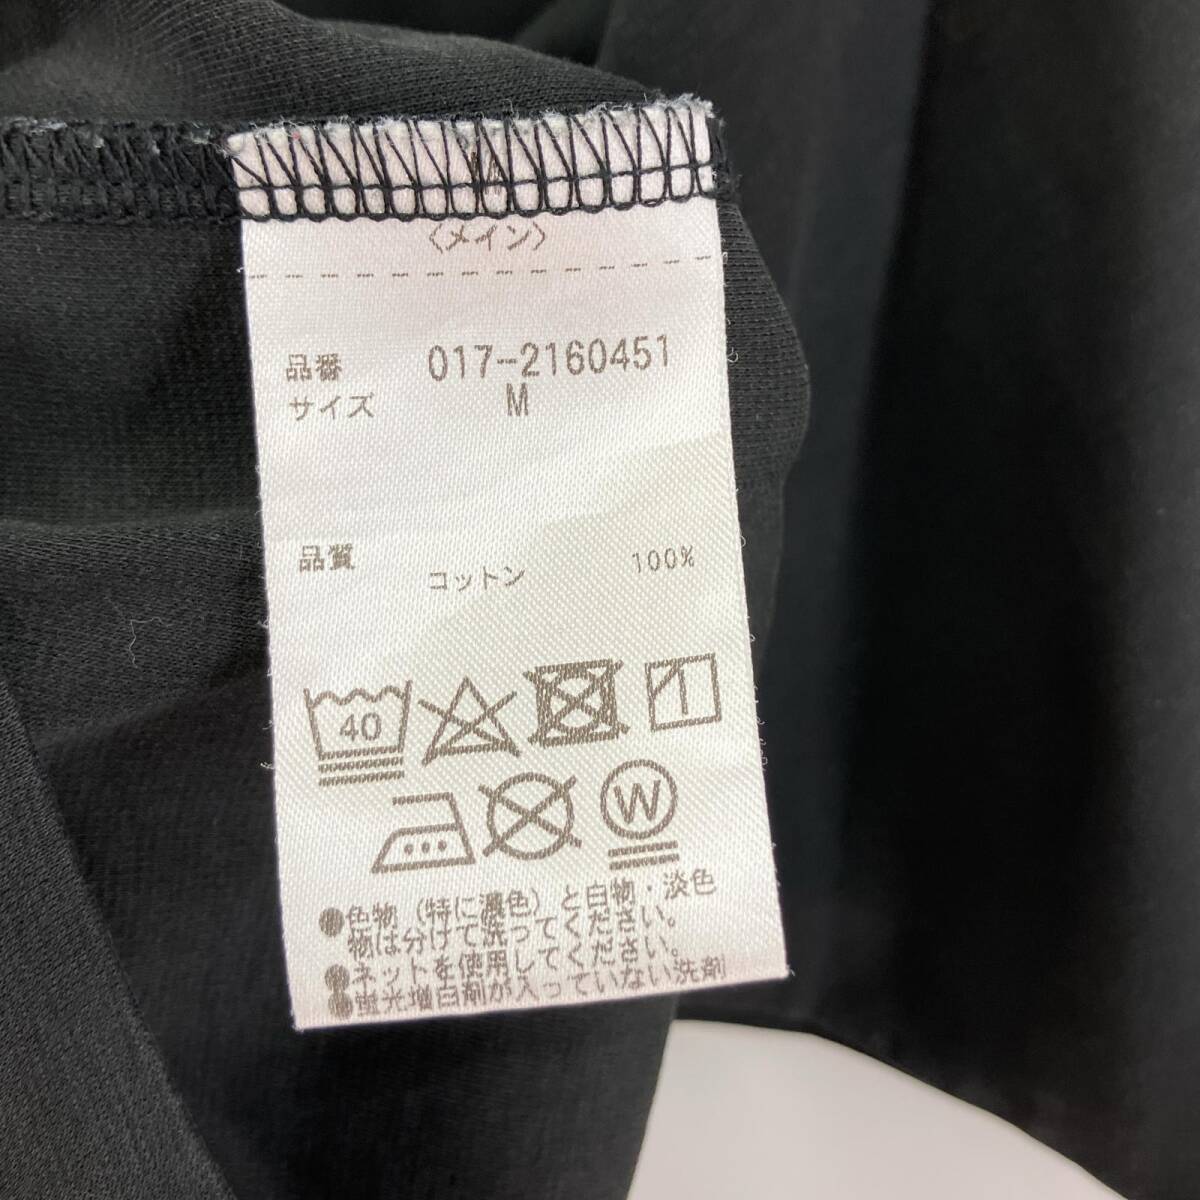 〈メイン〉
品番 017-2160451
サイズ M
品質 コットン 100%
40
W
●色物（特に濃色）と白物・淡色
物は分けて洗ってください。
●ネットを使用してください。
●蛍光増白剤が入っていない洗剤